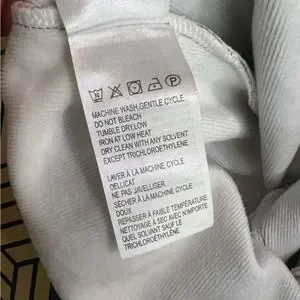 MACHINE WASH,GENTLE CYCLE
DO NOT BLEACH
TUMBLE DRY,LOW
IRON AT LOW HEAT
DRY CLEAN WITH ANY SOLVENT
EXCEPT TRICHLOROETHYLENE
LAVER À LA MACHINE CYCLE
DELLICAT
NE PAS JAVELLISER
SÉCHER À LA MACHINE CYCLE
DOUX
REPASSER À FAIBLE TEMPÉRATURE
NETTOYAGE À SEC AVEC N'IMPORTE
QUEL SOLVANT SAUF LE
TRICHLOROÉTHYLÈNE